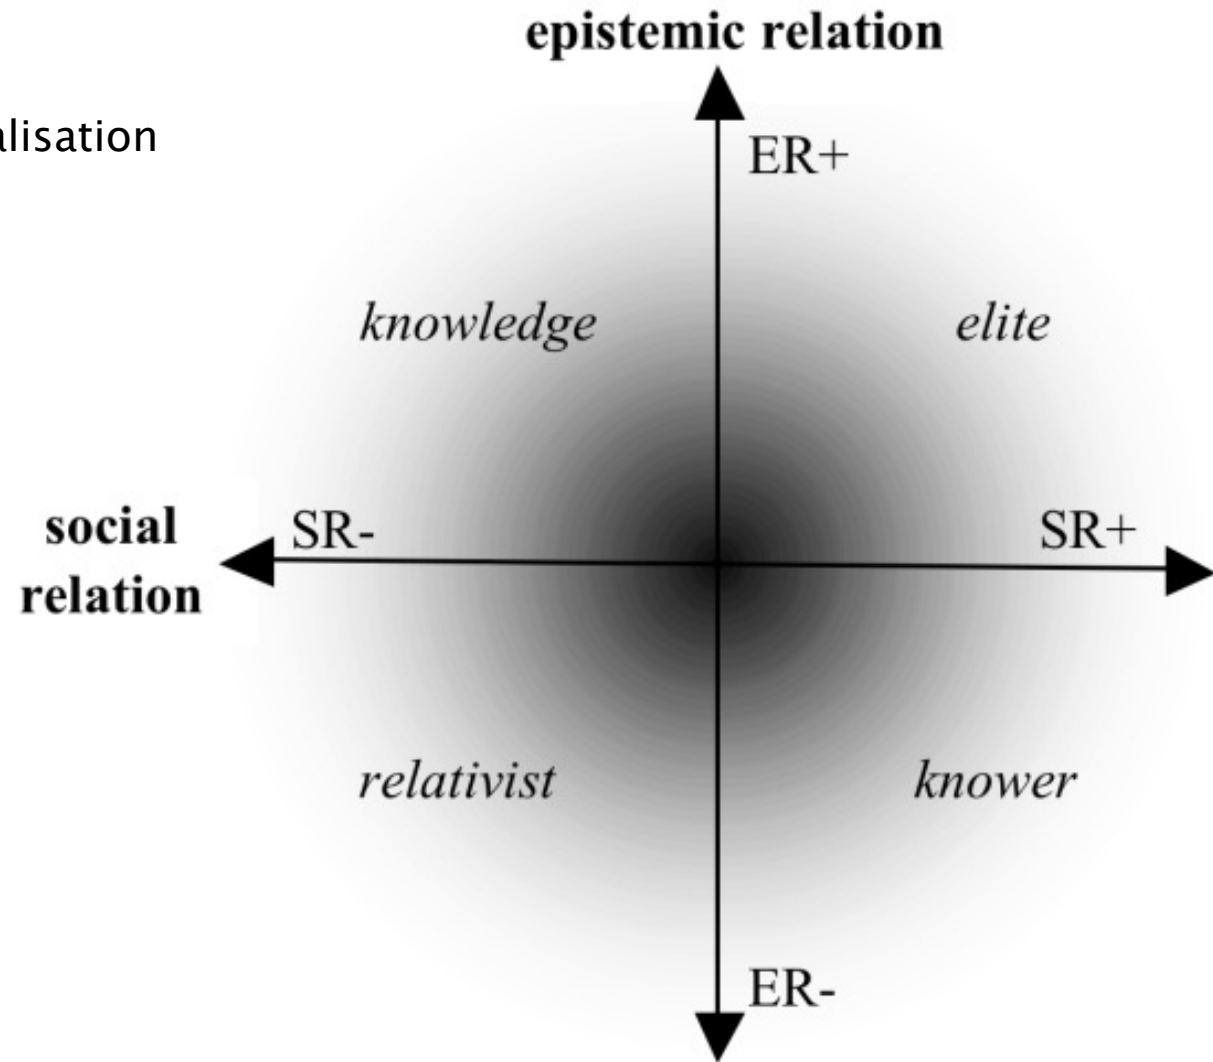 epistemic relation
alisation
ER+
knowledge
elite
social
relation
SR-
SR+
relativist
knower
ER-